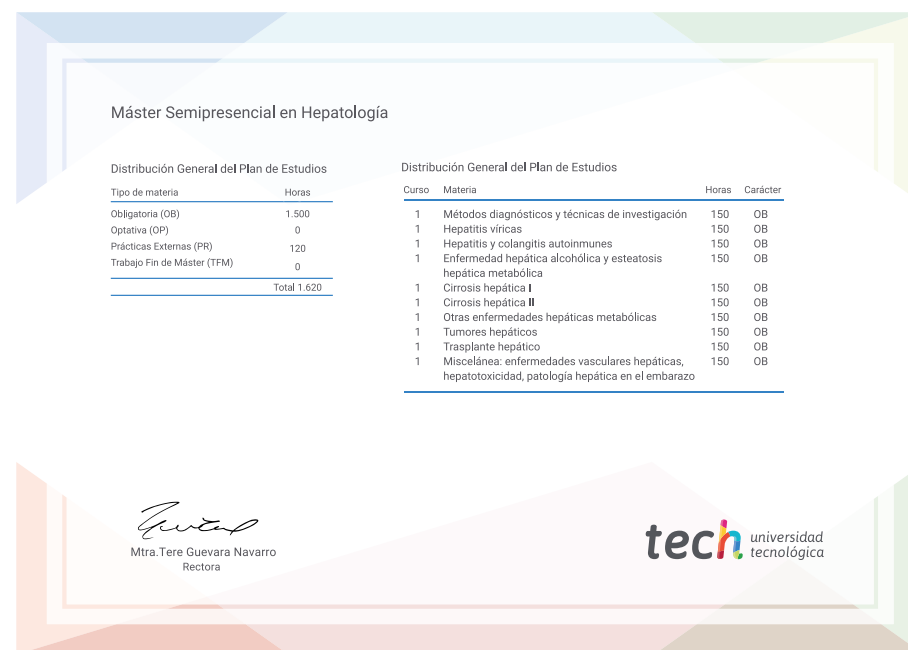 Máster Semipresencial en Hepatología
Distribución General del Plan de Estudios
Tipo de materia Horas
Obligatoria (OB) 1.500
Optativa (OP) 0
Prácticas Externas (PR) 120
Trabajo Fin de Máster (TFM) 0
Total 1.620
Distribución General del Plan de Estudios
Curso Materia Horas Carácter
1 Métodos diagnósticos y técnicas de investigación 150 OB
1 Hepatitis víricas 150 OB
1 Hepatitis y colangitis autoinmunes 150 OB
1 Enfermedad hepática alcohólica y esteatosis 150 OB
hepática metabólica
1 Cirrosis hepática I 150 OB
1 Cirrosis hepática II 150 OB
1 Otras enfermedades hepáticas metabólicas 150 OB
1 Tumores hepáticos 150 OB
1 Trasplante hepático 150 OB
1 Miscelánea: enfermedades vasculares hepáticas, 150 OB
hepatotoxicidad, patología hepática en el embarazo
Mtra.Tere Guevara Navarro
Rectora
tech universidad
tecnológica